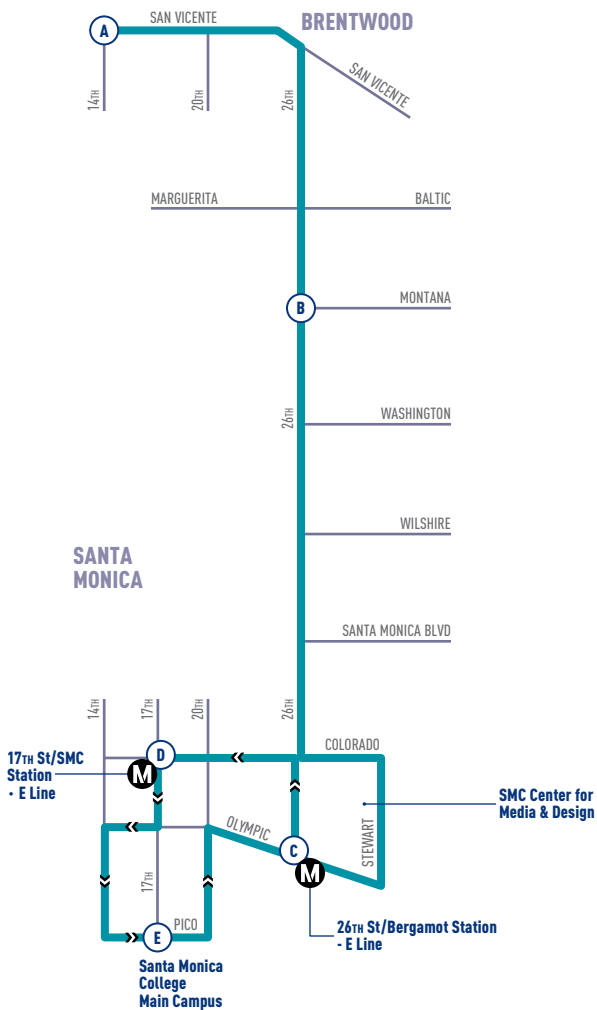 SAN VICENTE
BRENTWOOD
A
SAN VICENTE
14TH
20TH
26TH
MARGUERITA
BALTIC
B
MONTANA
26TH
WASHINGTON
WILSHIRE
SANTA
MONICA
SANTA MONICA BLVD
14TH
17TH
20TH
26TH
COLORADO
D
17TH St/SMC
Station
• E Line
M
SMC Center for
Media & Design
OLYMPIC
STEWART
C
M
17TH
PICO
E
26TH St/Bergamot Station
- E Line
Santa Monica
College
Main Campus